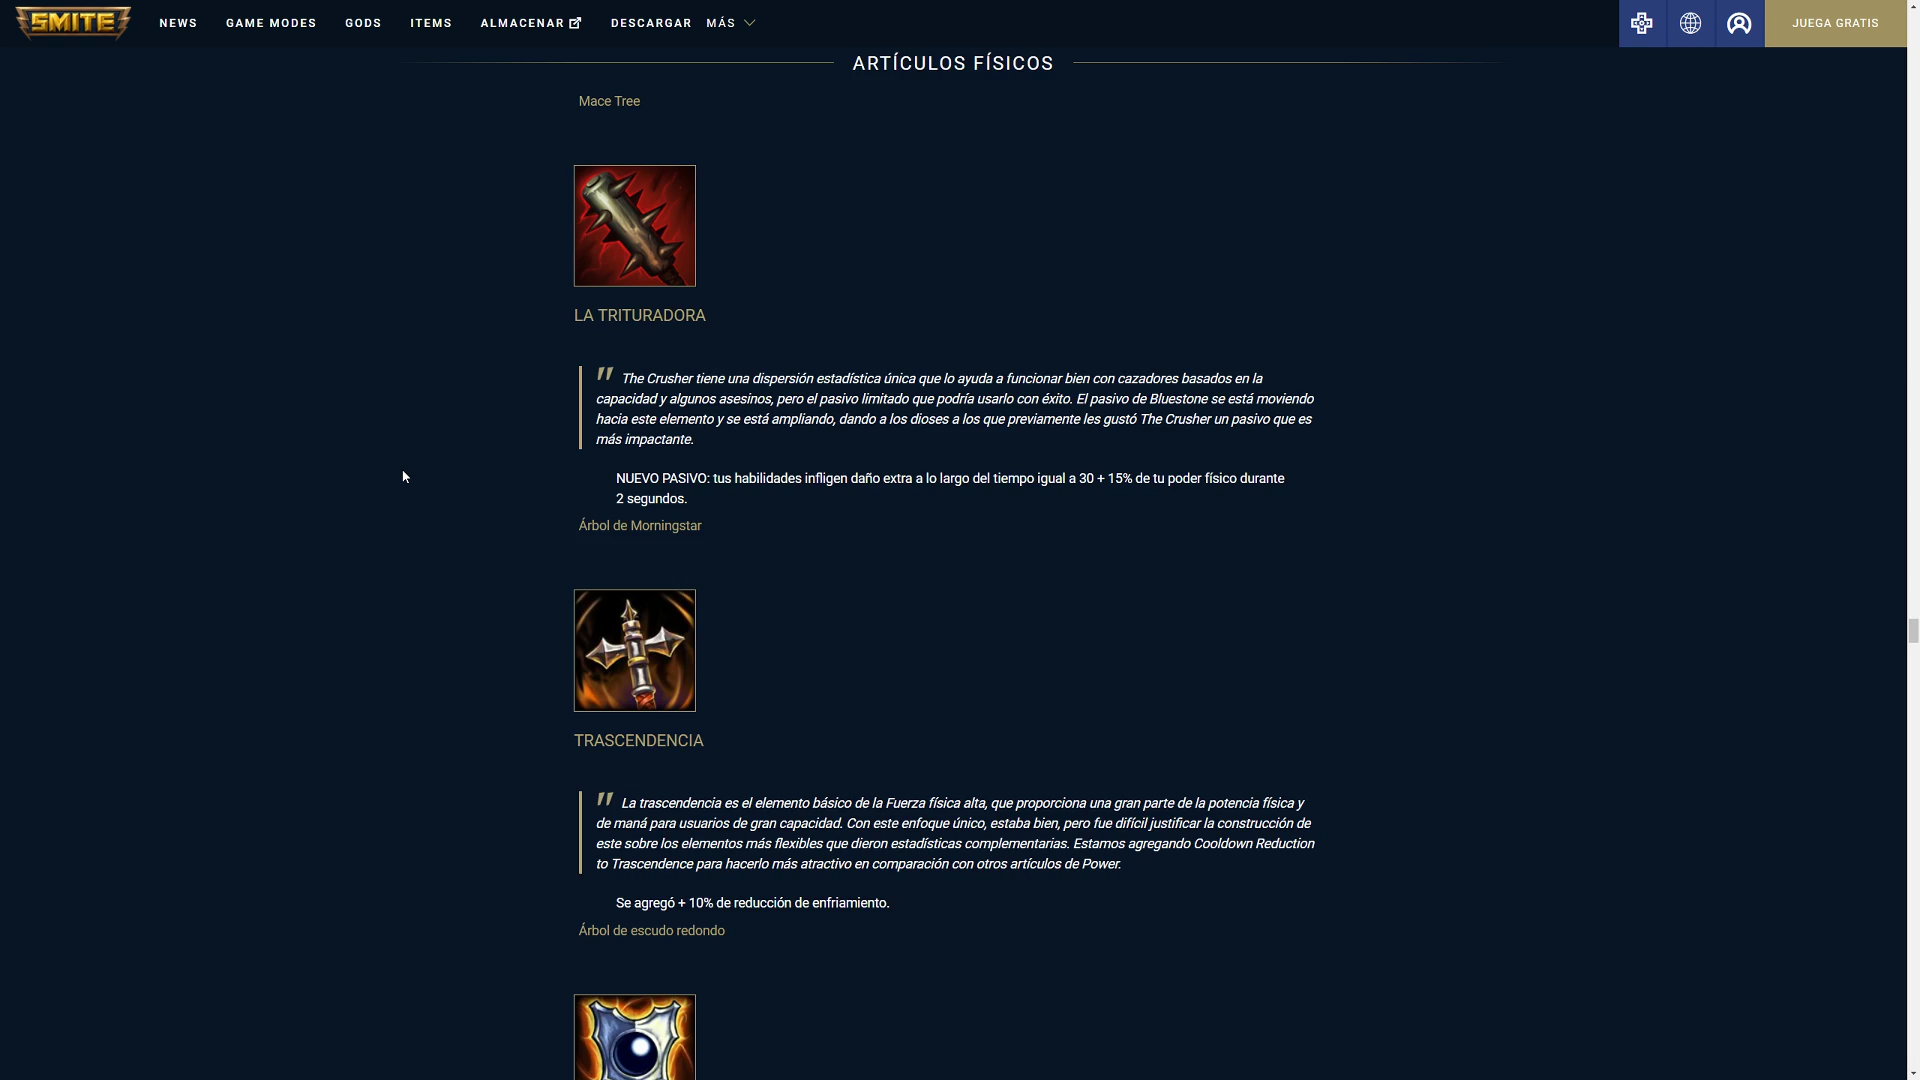 SMITE
NEWS
GAME MODES
GODS
ITEMS
ALMACENAR
DESCARGAR
MÁS
JUEGA GRATIS
ARTÍCULOS FÍSICOS
Mace Tree
LA TRITURADORA
" The Crusher tiene una dispersión estadística única que lo ayuda a funcionar bien con cazadores basados en la
capacidad y algunos asesinos, pero el pasivo limitado que podría usarlo con éxito. El pasivo de Bluestone se está moviendo
hacia este elemento y se está ampliando, dando a los dioses a los que previamente les gustó The Crusher un pasivo que es
más impactante.
NUEVO PASIVO: tus habilidades infligen daño extra a lo largo del tiempo igual a 30 + 15% de tu poder físico durante
2 segundos.
Árbol de Morningstar
TRASCENDENCIA
" La trascendencia es el elemento básico de la Fuerza física alta, que proporciona una gran parte de la potencia física y
de maná para usuarios de gran capacidad. Con este enfoque único, estaba bien, pero fue difícil justificar la construcción de
este sobre los elementos más flexibles que dieron estadísticas complementarias. Estamos agregando Cooldown Reduction
to Trascendence para hacerlo más atractivo en comparación con otros artículos de Power.
Se agregó + 10% de reducción de enfriamiento.
Árbol de escudo redondo